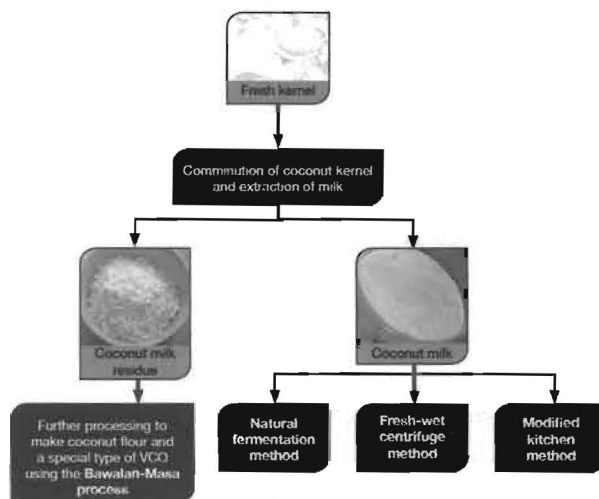 Fresh kernel
Comminution of coconut kernel
and extraction of milk
Coconut milk
residue
Coconut milk
Further processing to
make coconut flour and
a special type of VCO
using the Bawalan-Masa
process
Natural
fermentation
method
Fresh-wet
centrifuge
method
Modified
kitchen
method